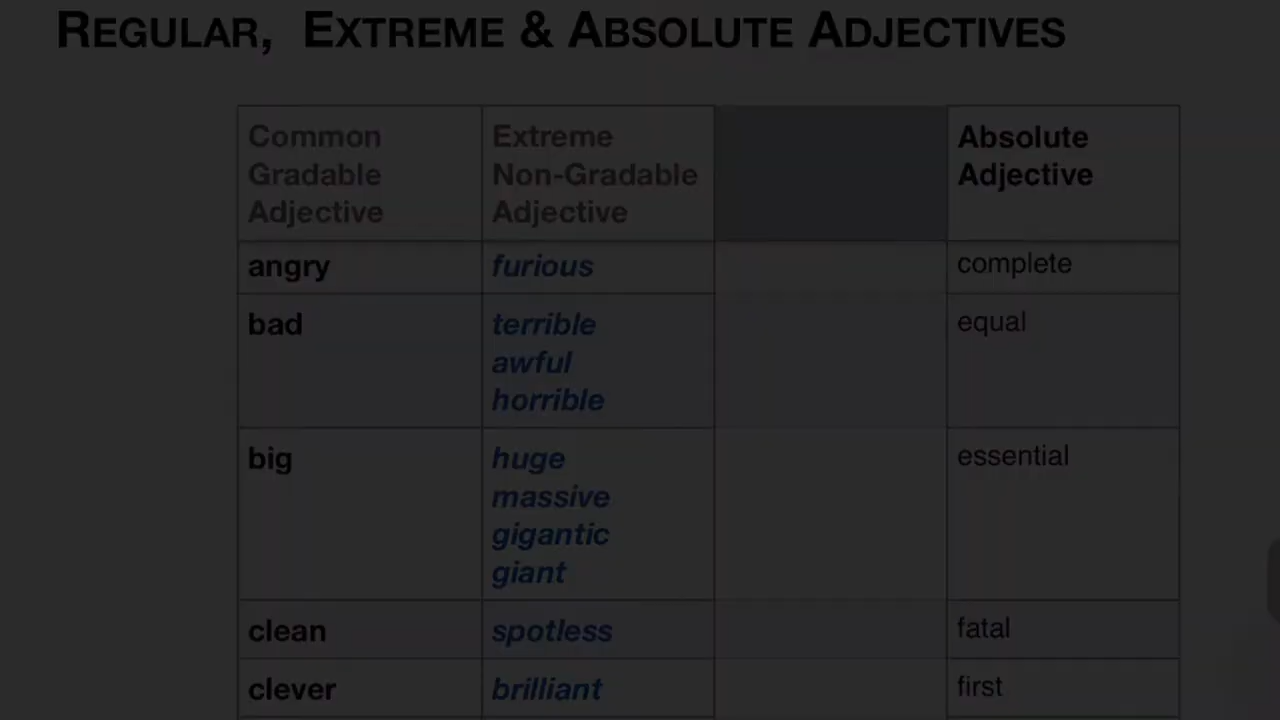 REGULAR, EXTREME & ABSOLUTE ADJECTIVES
Common
Gradable
Adjective
Extreme
Non-Gradable
Adjective
Absolute
Adjective
angry
furious
complete
bad
terrible
awful
horrible
equal
big
huge
massive
gigantic
giant
essential
clean
spotless
fatal
clever
brilliant
first